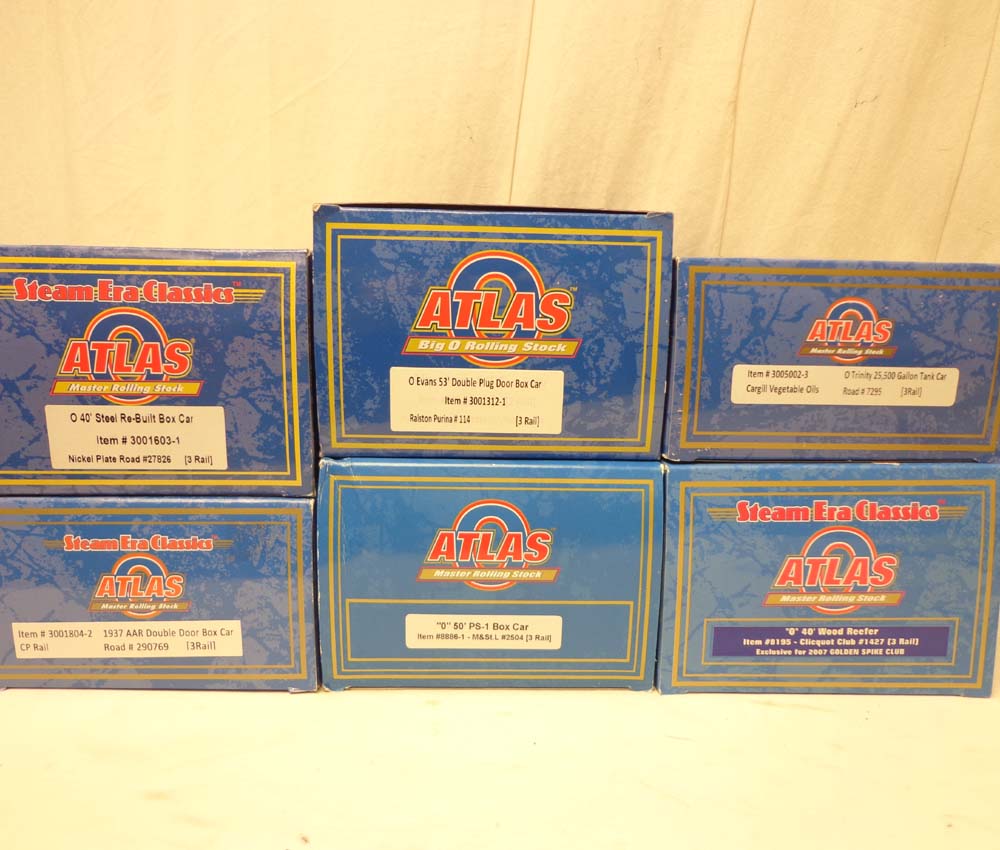 Steam Era Classics™
ATLAS
Master Rolling Stock
O 40' Steel Re-Built Box Car
Item # 3001603-1
Nickel Plate Road #27826 [3 Rail]
ATLAS™
Big O Rolling Stock
O Evans 53' Double Plug Door Box Car
Item # 3001312-1
Ralston Purina # 114 [3 Rail]
ATLAS
Master Rolling Stock
Item # 3005002-3 O Trinity 25,500 Gallon Tank Car
Cargill Vegetable Oils Road # 7295 [3Rail]
Steam Era Classics™
ATLAS
Master Rolling Stock
Item # 3001804-2 1937 AAR Double Door Box Car
CP Rail Road # 290769 [3Rail]
ATLAS
Master Rolling Stock
"O" 50' PS-1 Box Car
Item #8886-1 - M&St.L #2504 [3 Rail]
Steam Era Classics™
ATLAS
Master Rolling Stock
"O" 40' Wood Reefer
Item #8195 - Clicquot Club #1427 [3 Rail]
Exclusive for 2007 GOLDEN SPIKE CLUB